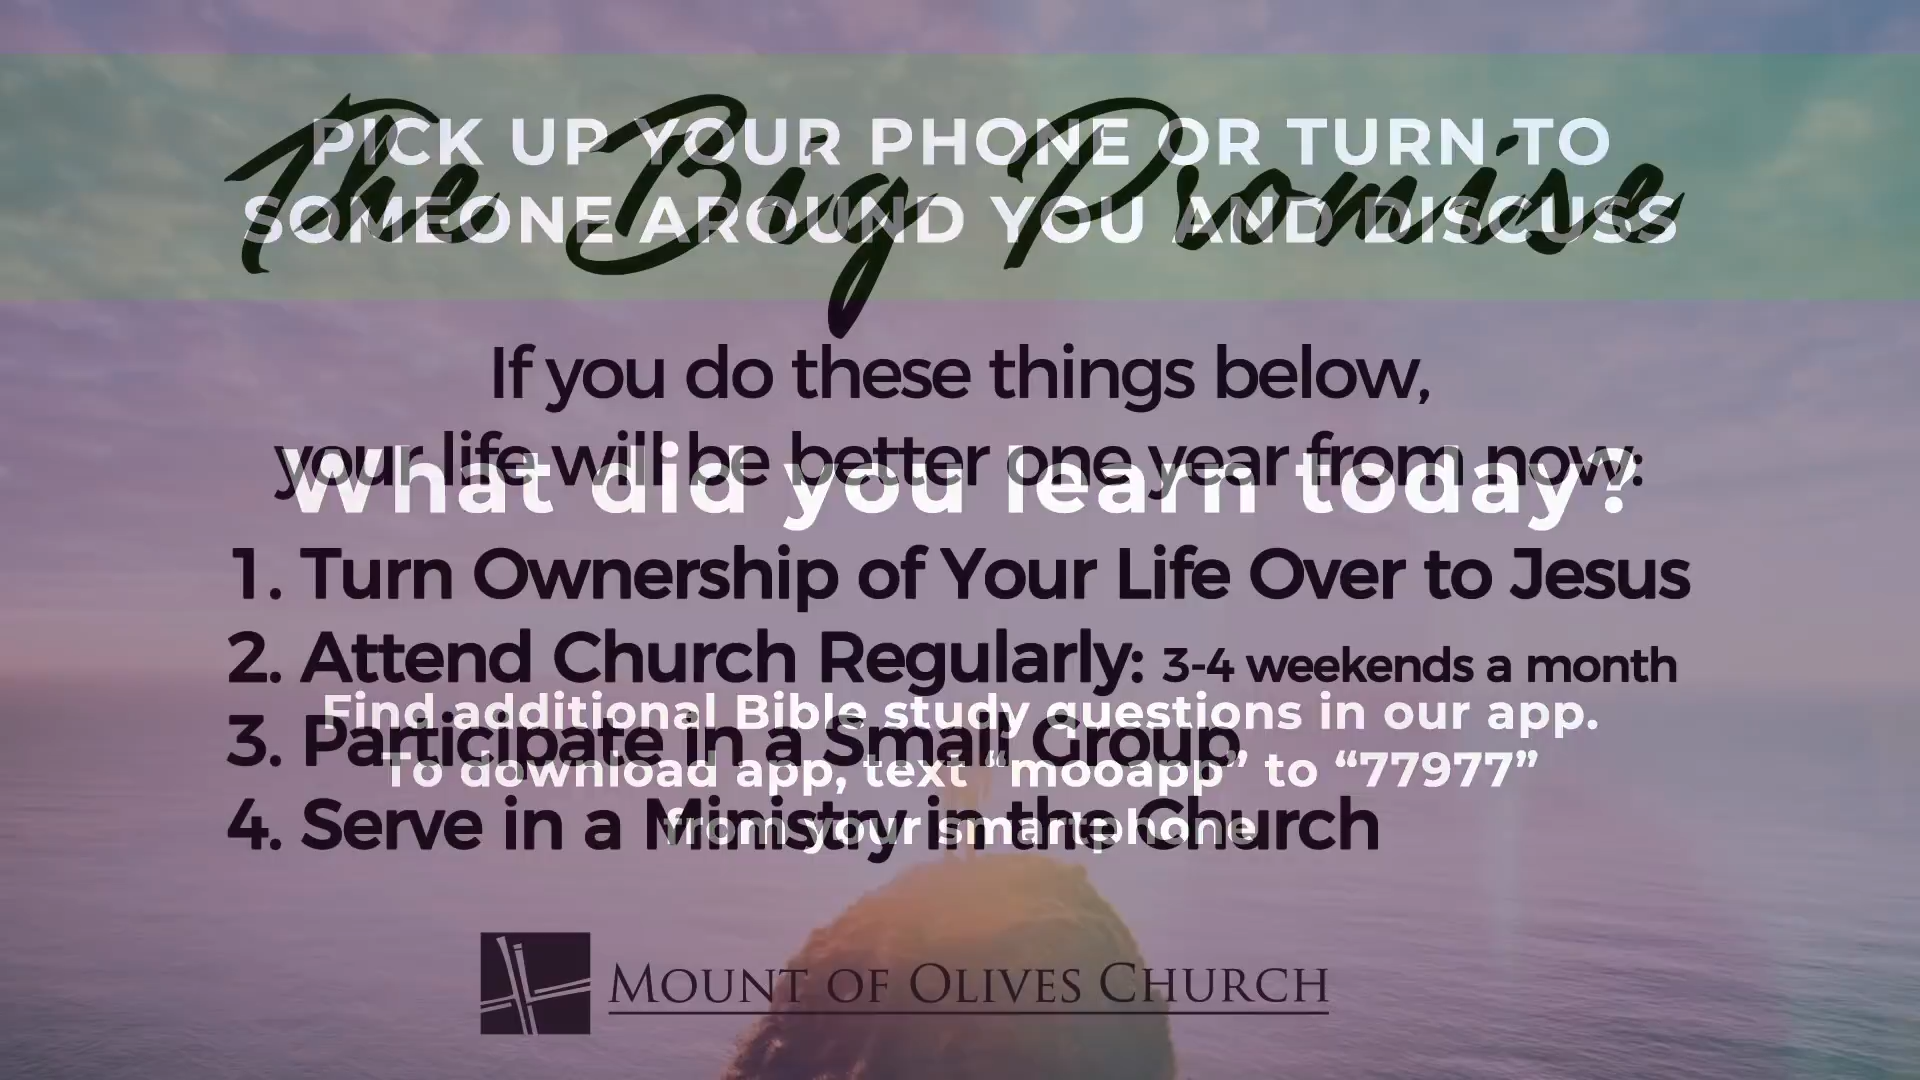 The Big Promise
If you do these things below,
your life will be better one year from now:
1. Turn Ownership of Your Life Over to Jesus
2. Attend Church Regularly: 3-4 weekends a month
3. Participate in a Small Group
4. Serve in a Ministry in the Church
MOUNT OF OLIVES CHURCH
PICK UP YOUR PHONE OR TURN TO
SOMEONE AROUND YOU AND DISCUSS
What did you learn today?
Find additional Bible study questions in our app.
To download app, text “mooapp” to “77977”
from your smartphone